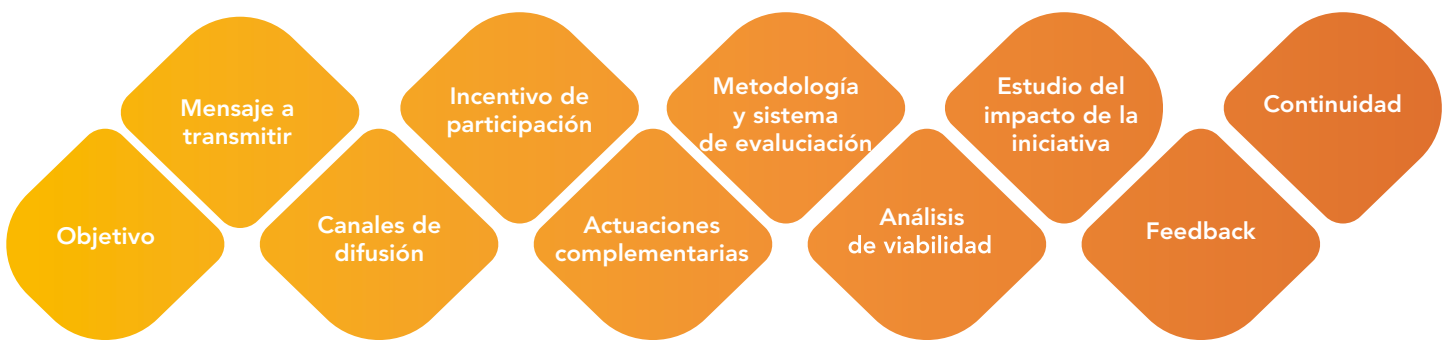 Objetivo
Mensaje a
transmitir
Canales de
difusión
Incentivo de
participación
Actuaciones
complementarias
Metodología
y sistema
de evaluciación
Análisis
de viabilidad
Estudio del
impacto de la
iniciativa
Feedback
Continuidad